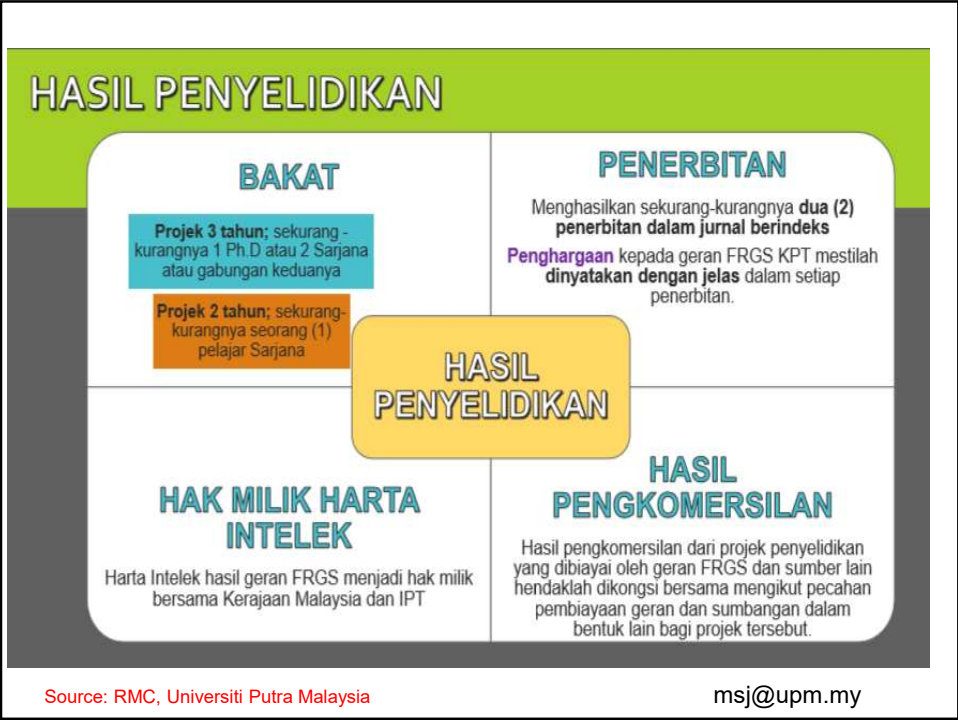 HASIL PENYELIDIKAN
BAKAT
Projek 3 tahun; sekurang -
kurangnya 1 Ph.D atau 2 Sarjana
atau gabungan keduanya
Projek 2 tahun; sekurang-
kurangnya seorang (1)
pelajar Sarjana
PENERBITAN
Menghasilkan sekurang-kurangnya dua (2)
penerbitan dalam jurnal berindeks
Penghargaan kepada geran FRGS KPT mestilah
dinyatakan dengan jelas dalam setiap
penerbitan.
HASIL
PENYELIDIKAN
HAK MILIK HARTA
INTELEK
Harta Intelek hasil geran FRGS menjadi hak milik
bersama Kerajaan Malaysia dan IPT
HASIL
PENGKOMERSILAN
Hasil pengkomersilan dari projek penyelidikan
yang dibiayai oleh geran FRGS dan sumber lain
hendaklah dikongsi bersama mengikut pecahan
pembiayaan geran dan sumbangan dalam
bentuk lain bagi projek tersebut.
Source: RMC, Universiti Putra Malaysia
msj@upm.my